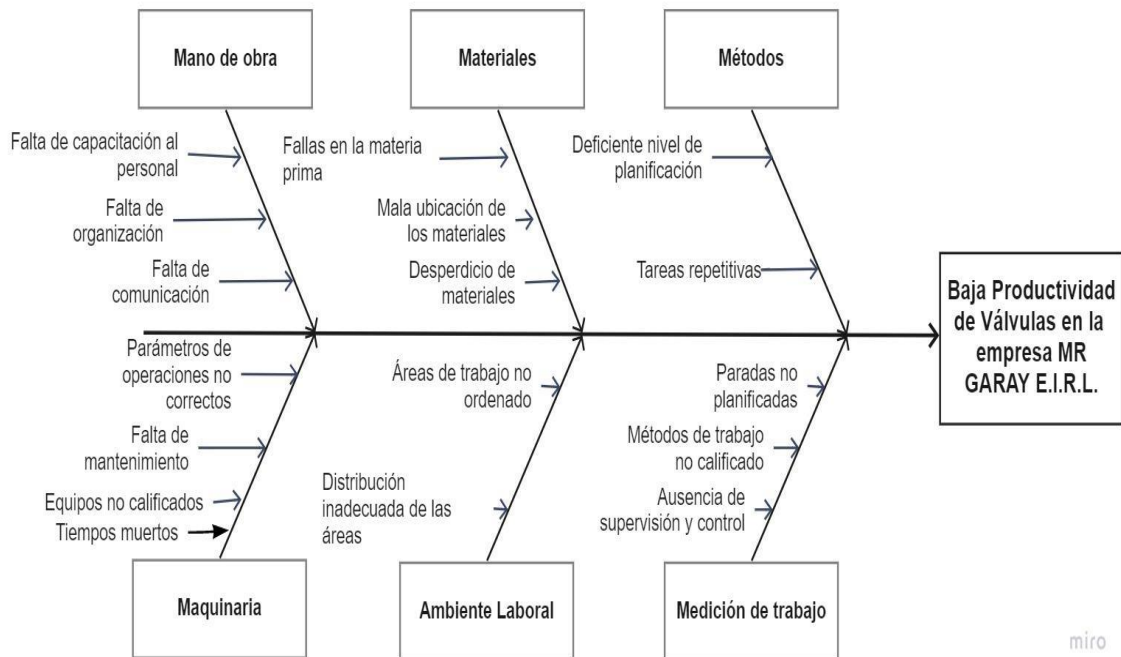 Mano de obra
Materiales
Métodos
Falta de capacitación al
personal
Falta de
organización
Falta de
comunicación
Fallas en la materia
prima
Mala ubicación de
los materiales
Desperdicio de
materiales
Deficiente nivel de
planificación
Tareas repetitivas
Baja Productividad
de Válvulas en la
empresa MR
GARAY E.I.R.L.
Parámetros de
operaciones no
correctos
Falta de
mantenimiento
Equipos no calificados
Tiempos muertos
Áreas de trabajo no
ordenado
Distribución
inadecuada de las
áreas
Paradas no
planificadas
Métodos de trabajo
no calificado
Ausencia de
supervisión y control
Maquinaria
Ambiente Laboral
Medición de trabajo
miro